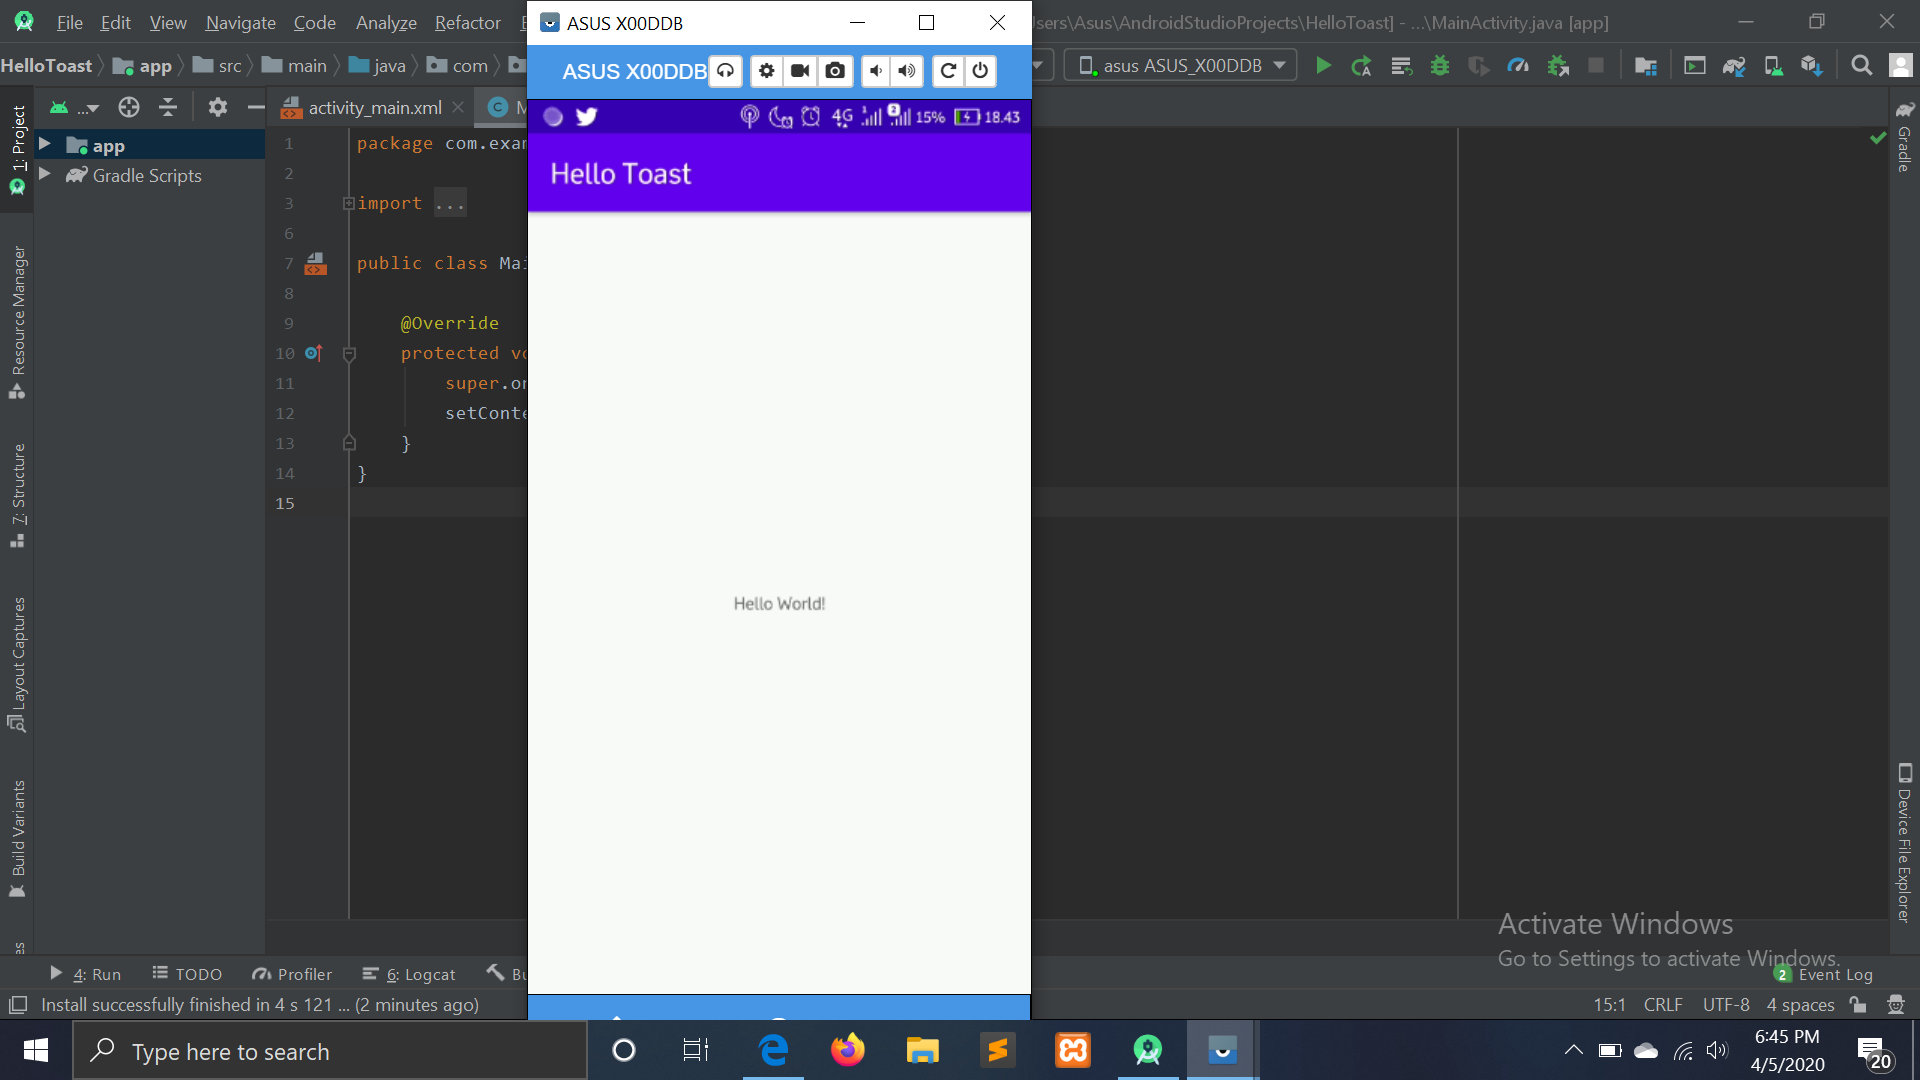 File Edit View Navigate Code Analyze Refactor
ASUS X00DDB
sers\Asus\AndroidStudioProjects\HelloToast] - ...\MainActivity.java [app]
HelloToast app src main java com
ASUS X00DDB
asus ASUS_X00DDB
...
activity_main.xml
4G 2 15% 18.43
Hello Toast
Hello World!
app
Gradle Scripts
1: Project
Resource Manager
7: Structure
Layout Captures
Build Variants
1 package com.exam
2
3 import ...
6
7 public class Mai
8
9 @Override
10 protected vo
11 super.on
12 setConte
13 }
14 }
15
Gradle
Device File Explorer
Activate Windows
Go to Settings to activate Windows.
4: Run TODO Profiler 6: Logcat Bu
2 Event Log
Install successfully finished in 4 s 121 ... (2 minutes ago)
15:1 CRLF UTF-8 4 spaces
Type here to search
6:45 PM
4/5/2020
20